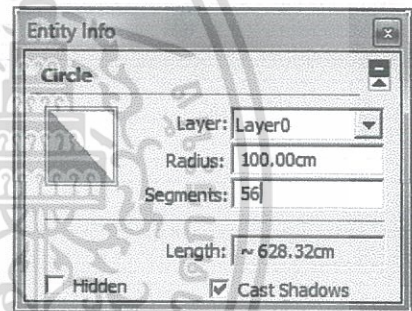 Entity Info
Circle
Layer: Layer0
Radius: 100.00cm
Segments: 56
Length: ~ 628.32cm
Hidden
Cast Shadows